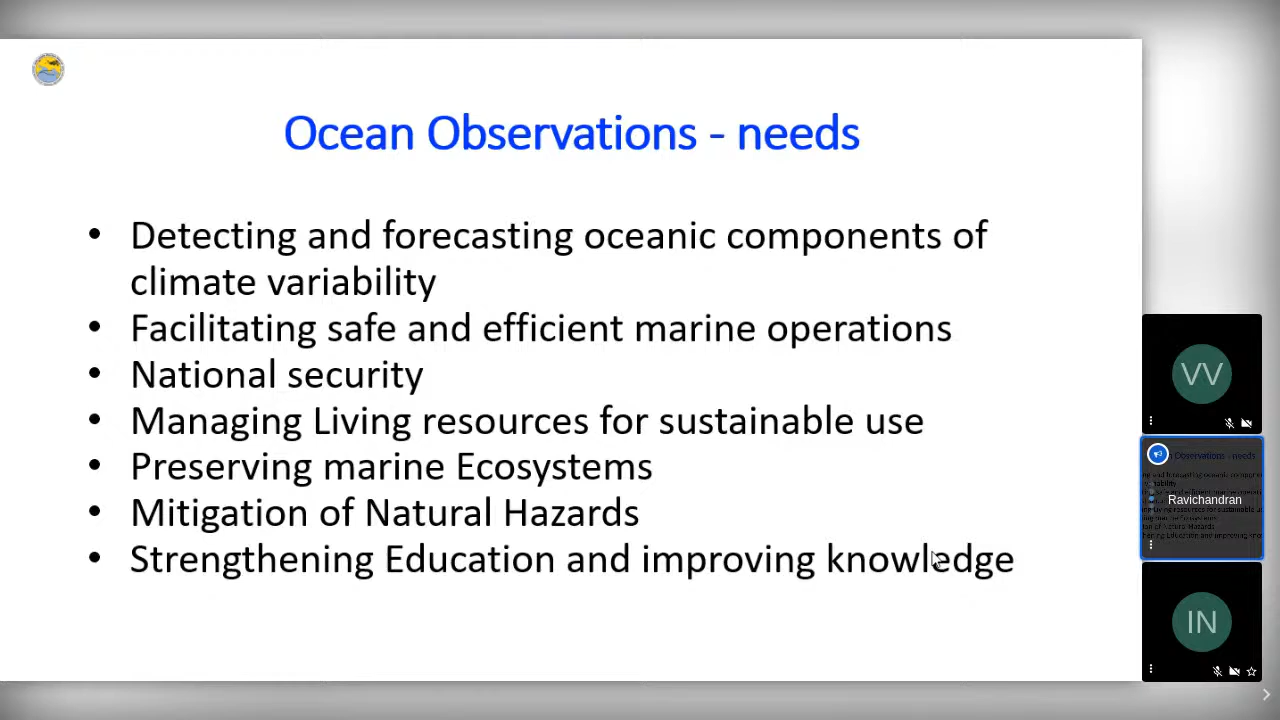 Ocean Observations - needs
• Detecting and forecasting oceanic components of
climate variability
• Facilitating safe and efficient marine operations
• National security
• Managing Living resources for sustainable use
• Preserving marine Ecosystems
• Mitigation of Natural Hazards
• Strengthening Education and improving knowledge
VV
Observations - needs
Ravichandran
IN